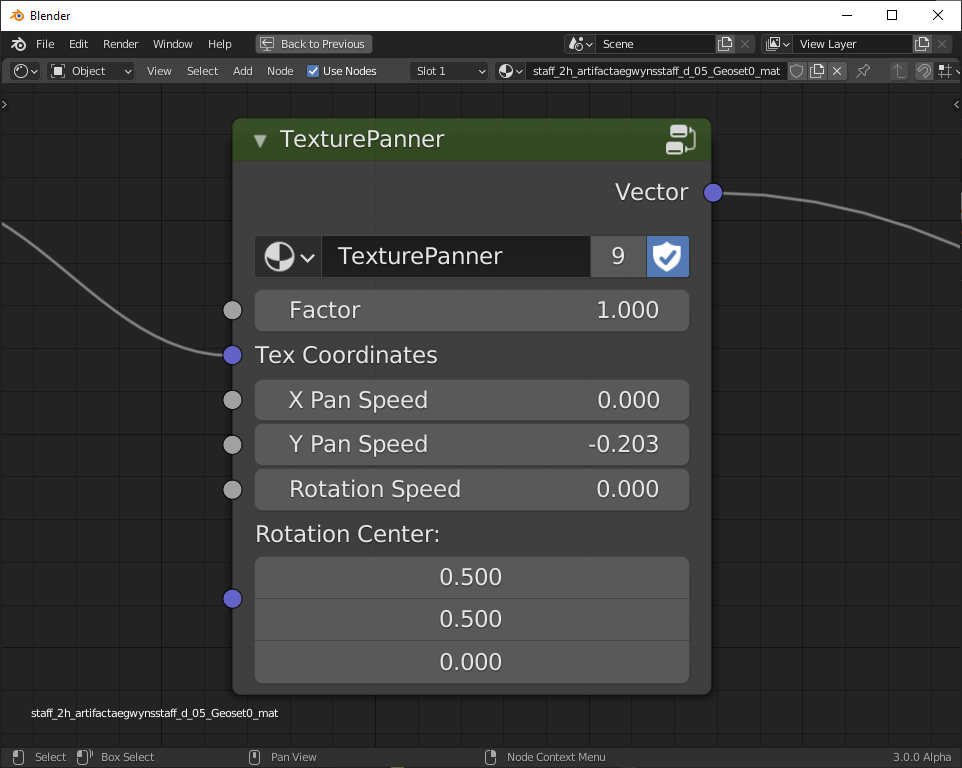 Blender
File Edit Render Window Help Back to Previous Scene View Layer
Object View Select Add Node Use Nodes Slot 1 staff_2h_artifactaegwynsstaff_d_05_Geoset0_mat
TexturePanner
Vector
TexturePanner 9
Factor 1.000
Tex Coordinates
X Pan Speed 0.000
Y Pan Speed -0.203
Rotation Speed 0.000
Rotation Center:
0.500
0.500
0.000
staff_2h_artifactaegwynsstaff_d_05_Geoset0_mat
Select Box Select Pan View Node Context Menu 3.0.0 Alpha